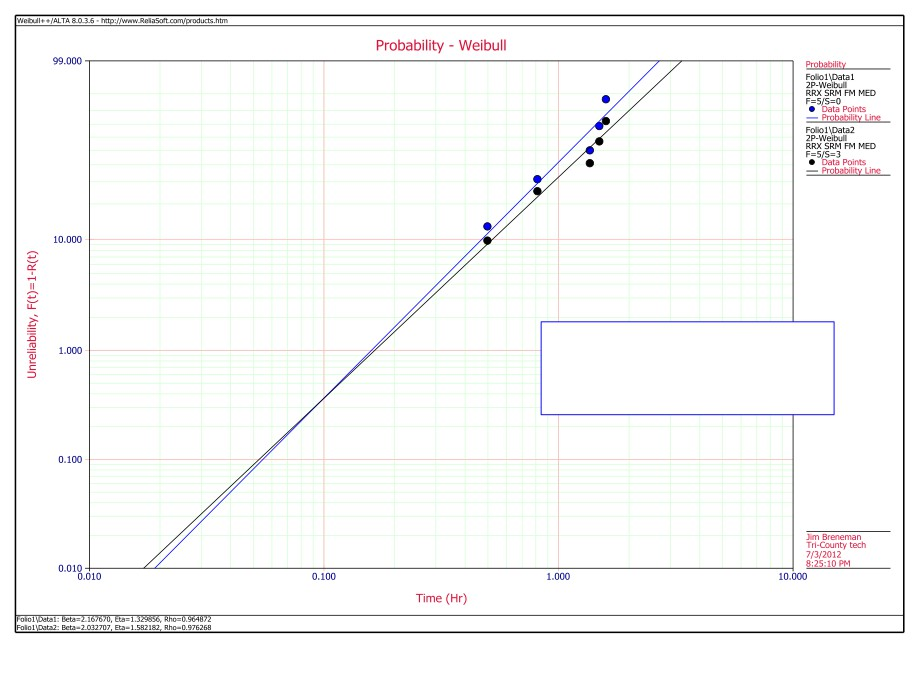 Weibull++/ALTA 8.0.3.6 - http://www.ReliaSoft.com/products.htm
Probability - Weibull
99.000
10.000
1.000
0.100
0.010
Unreliability, F(t)=1-R(t)
0.010
0.100
1.000
10.000
Time (Hr)
Probability
Folio1\Data1
2P-Weibull
RRX SRM FM MED
F=5/S=0
Data Points
Probability Line
Folio1\Data2
2P-Weibull
RRX SRM FM MED
F=5/S=3
Data Points
Probability Line
Jim Breneman
Tri-County tech
7/3/2012
8:25:10 PM
Folio1\Data1: Beta=2.167670, Eta=1.329856, Rho=0.964872
Folio1\Data2: Beta=2.032707, Eta=1.582182, Rho=0.976268